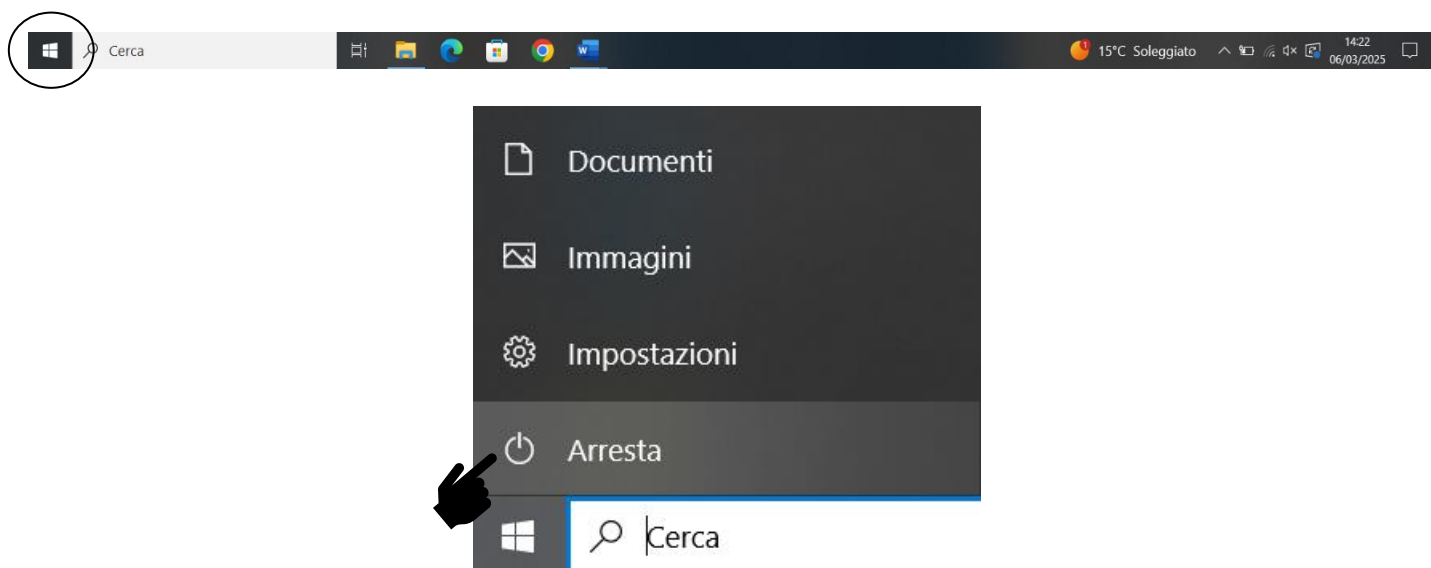 Cerca
15°C Soleggiato
14:22
06/03/2025
Documenti
Immagini
Impostazioni
Arresta
Cerca